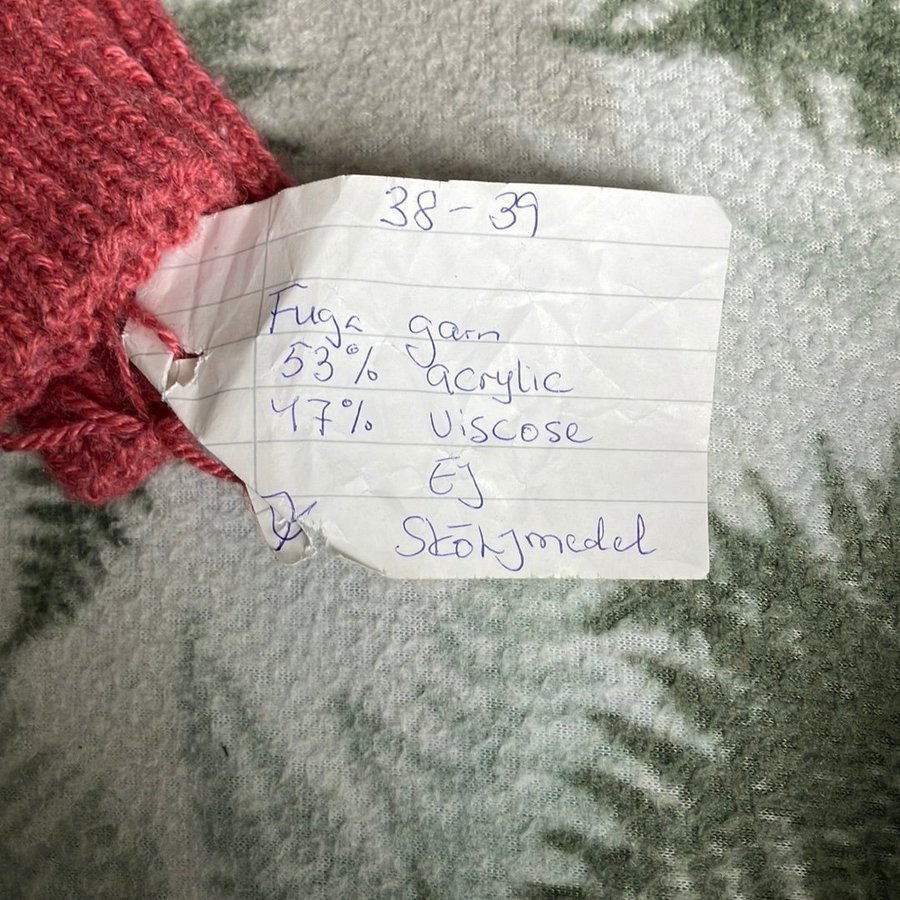 38-39
Fuga garn
53% acrylic
47% Viscose
Ej
Sköljmedel